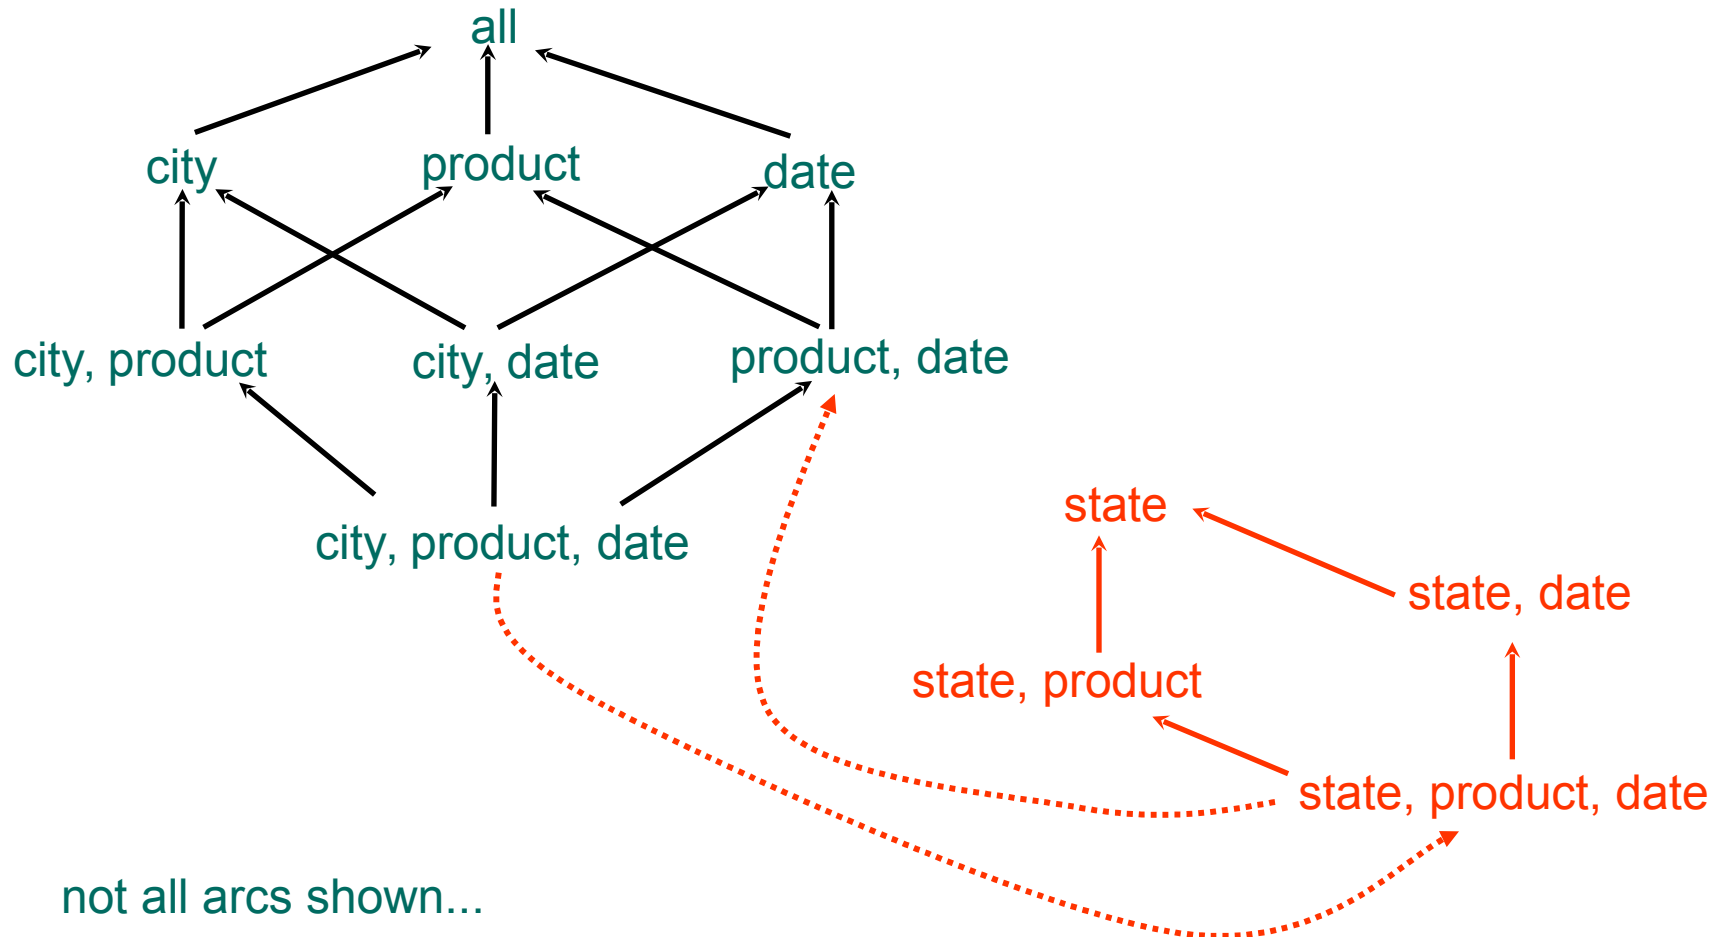 all
city
product
date
city, product
city, date
product, date
city, product, date
state
state, date
state, product
state, product, date
not all arcs shown...